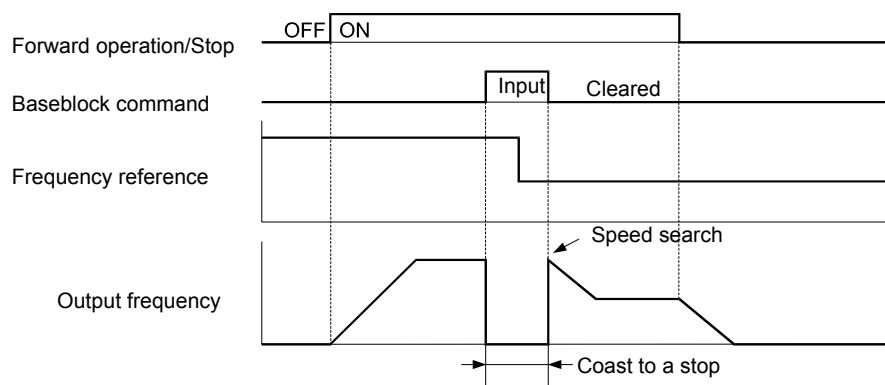 OFF ON
Forward operation/Stop
Input
Cleared
Baseblock command
Frequency reference
Speed search
Output frequency
Coast to a stop